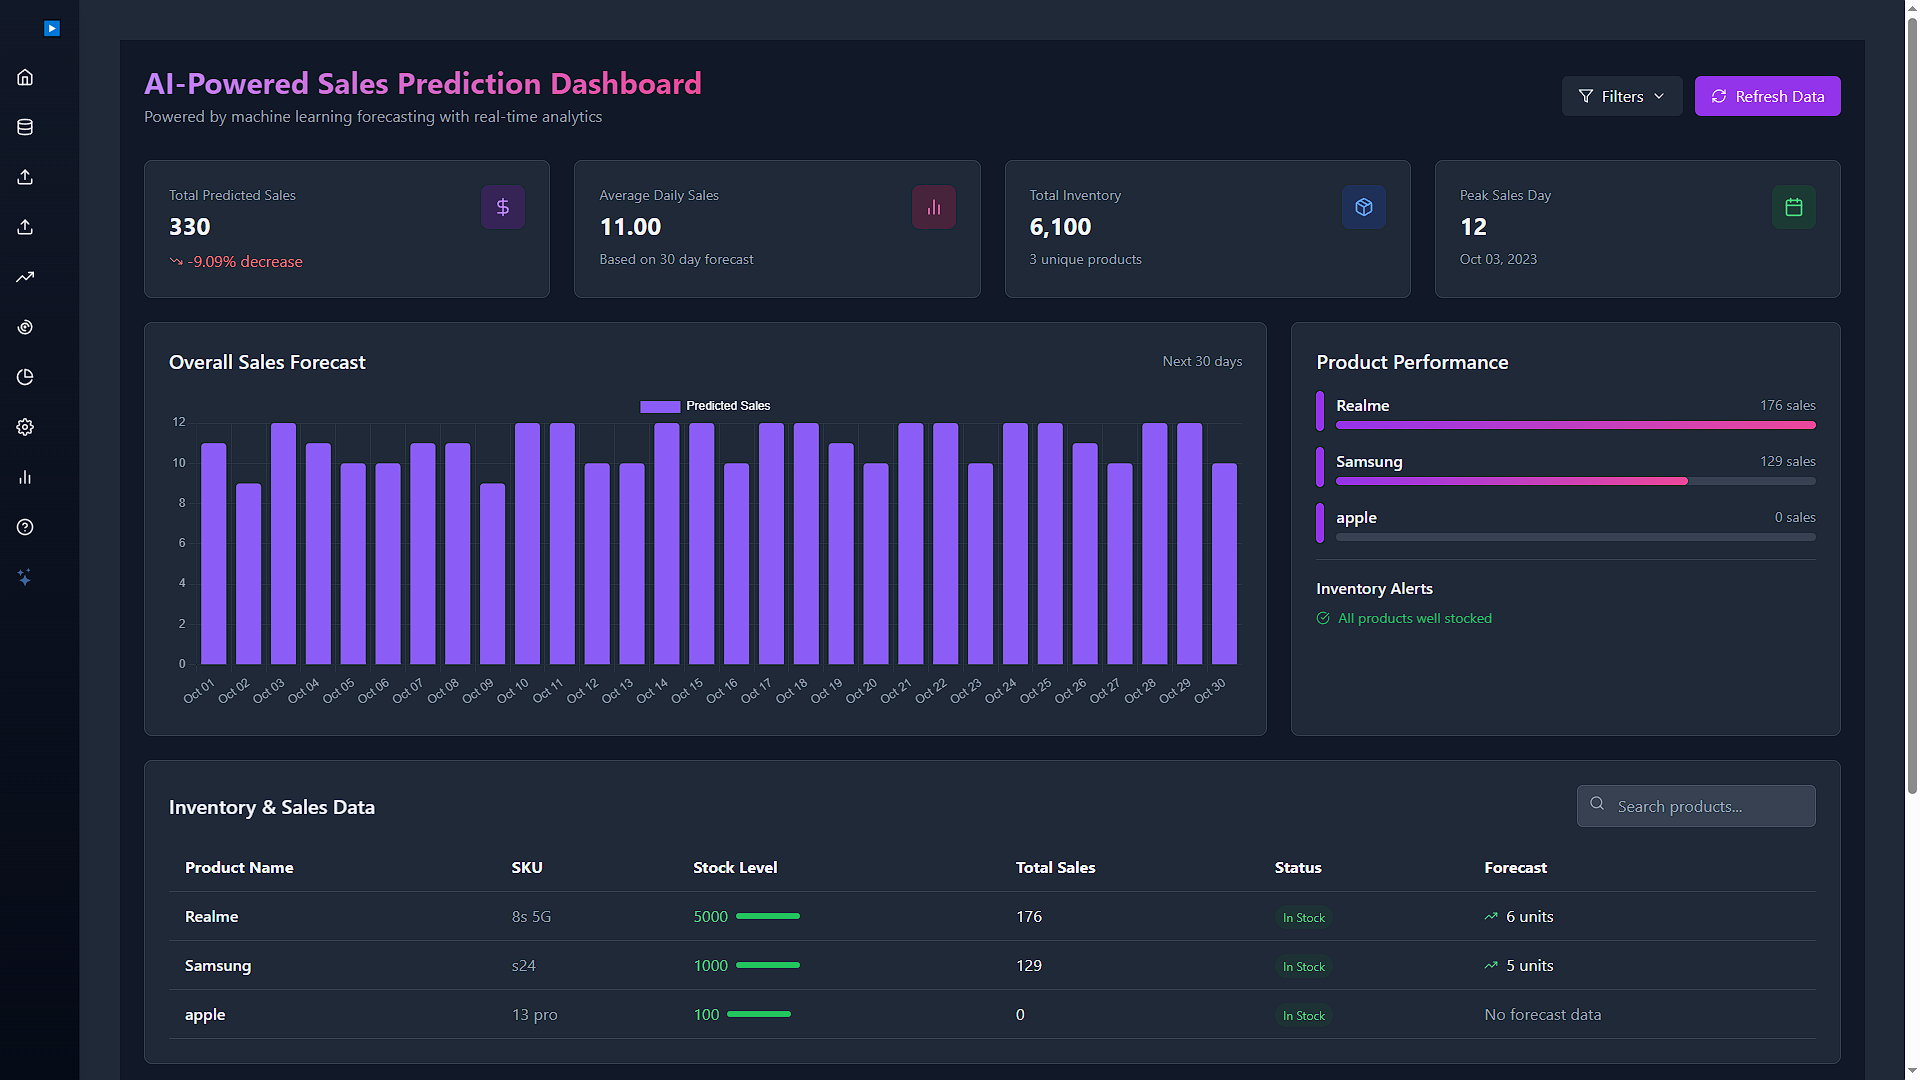 AI-Powered Sales Prediction Dashboard
Powered by machine learning forecasting with real-time analytics
Filters
Refresh Data
Total Predicted Sales
330
-9.09% decrease
Average Daily Sales
11.00
Based on 30 day forecast
Total Inventory
6,100
3 unique products
Peak Sales Day
12
Oct 03, 2023
Overall Sales Forecast
Next 30 days
Predicted Sales
12
10
8
6
4
2
0
Oct 01 Oct 02 Oct 03 Oct 04 Oct 05 Oct 06 Oct 07 Oct 08 Oct 09 Oct 10 Oct 11 Oct 12 Oct 13 Oct 14 Oct 15 Oct 16 Oct 17 Oct 18 Oct 19 Oct 20 Oct 21 Oct 22 Oct 23 Oct 24 Oct 25 Oct 26 Oct 27 Oct 28 Oct 29 Oct 30
Product Performance
Realme 176 sales
Samsung 129 sales
apple 0 sales
Inventory Alerts
All products well stocked
Inventory & Sales Data
Search products...
Product Name SKU Stock Level Total Sales Status Forecast
Realme 8s 5G 5000 176 In Stock 6 units
Samsung s24 1000 129 In Stock 5 units
apple 13 pro 100 0 In Stock No forecast data